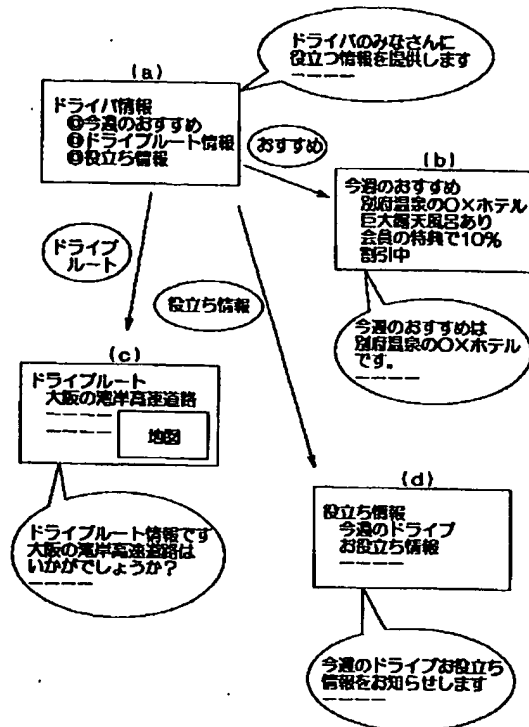 ドライバのみなさんに
役立つ情報を提供します
－－－－
(a)
ドライバ情報
❶今週のおすすめ
❷ドライブルート情報
❸役立ち情報
おすすめ
(b)
今週のおすすめ
別府温泉の〇×ホテル
巨大露天風呂あり
会員の特典で10%
割引中
ドライブ
ルート
役立ち情報
今週のおすすめは
別府温泉の〇×ホテル
です。
－－－－
(c)
ドライブルート
大阪の湾岸高速道路
－－－－
－－－－
地図
(d)
役立ち情報
今週のドライブ
お役立ち情報
－－－－
ドライブルート情報です
大阪の湾岸高速道路は
いかがでしょうか？
－－－－
今週のドライブお役立ち
情報をお知らせします
－－－－